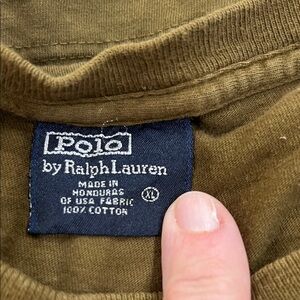 Polo
by Ralph Lauren
MADE IN
HONDURAS
OF USA FABRIC
100% COTTON
XL